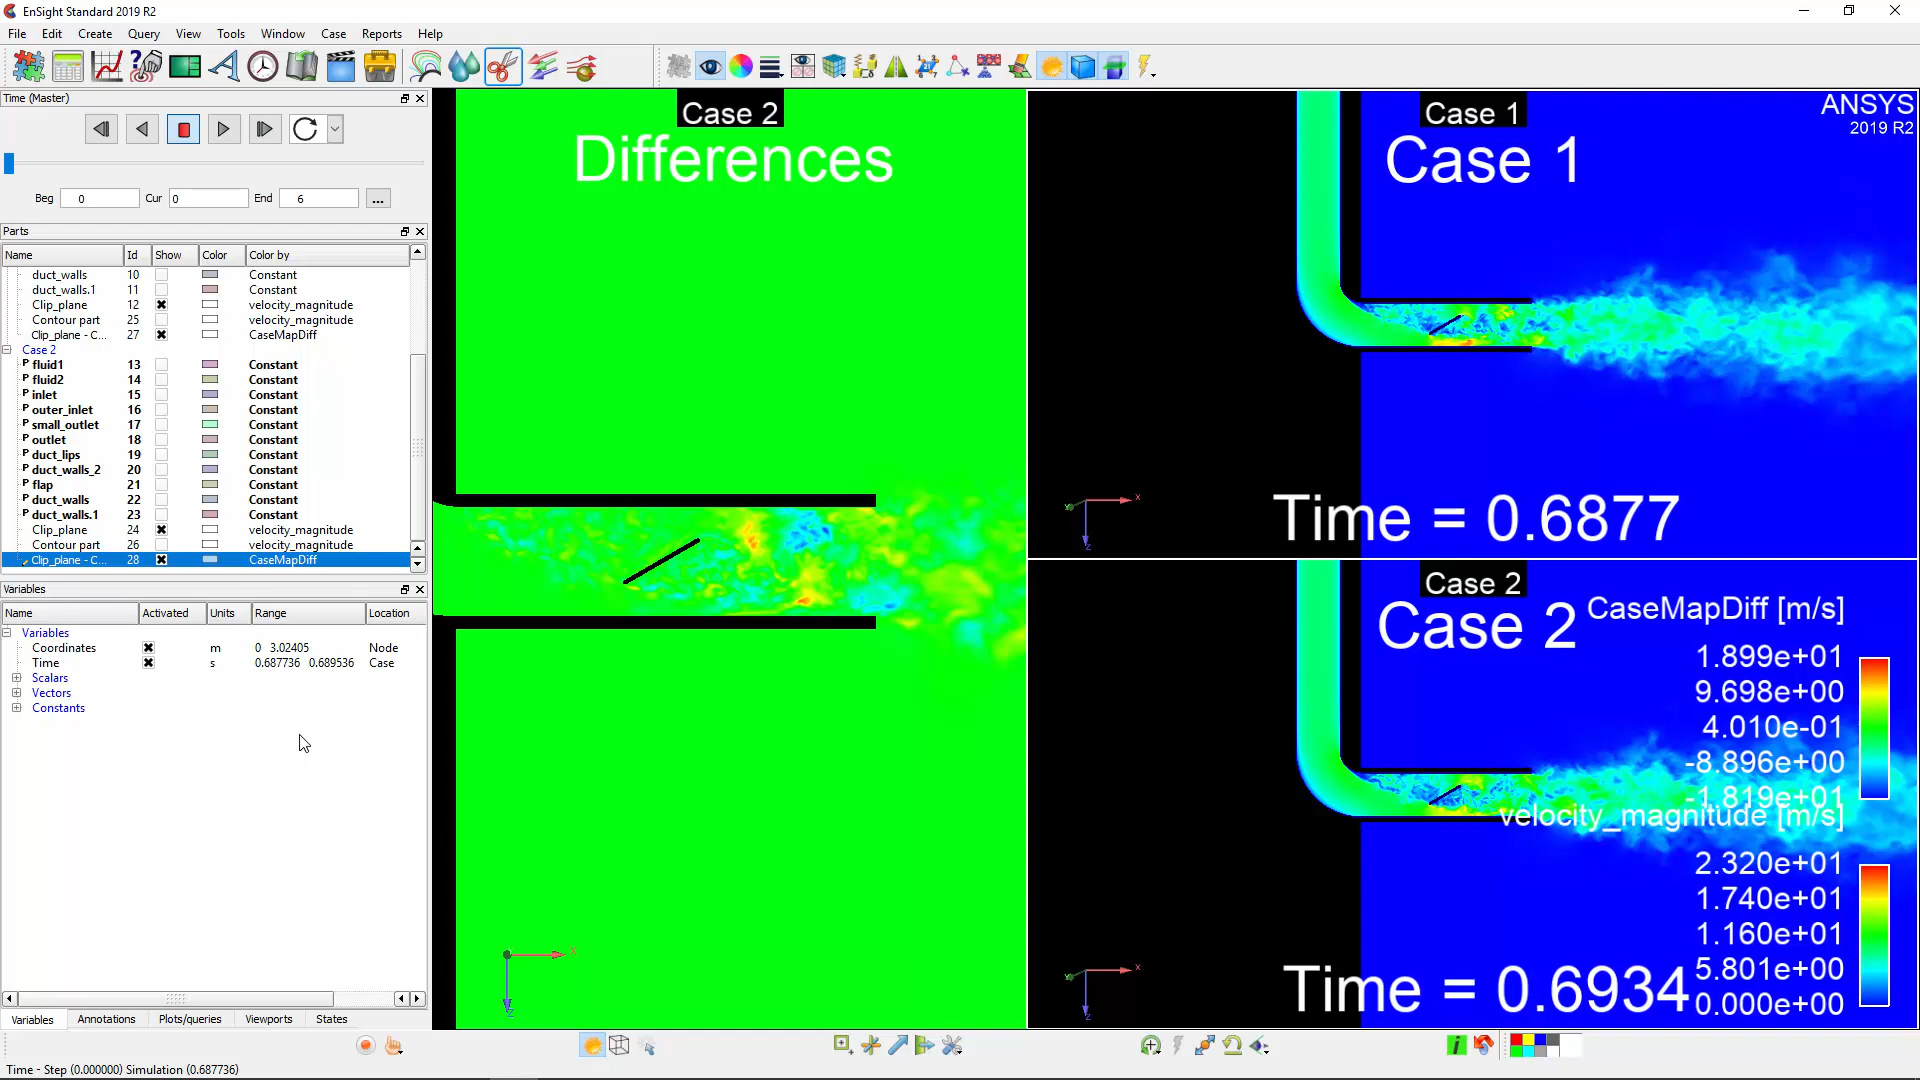 EnSight Standard 2019 R2
File Edit Create Query View Tools Window Case Reports Help
Time (Master)
Beg 0 Cur 0 End 6 ...
Parts
Name Id Show Color Color by
duct_walls 10 Constant
duct_walls.1 11 Constant
Clip_plane 12 velocity_magnitude
Contour part 25 velocity_magnitude
Clip_plane - C... 27 CaseMapDiff
Case 2
P fluid1 13 Constant
P fluid2 14 Constant
P inlet 15 Constant
P outer_inlet 16 Constant
P small_outlet 17 Constant
P outlet 18 Constant
P duct_lips 19 Constant
P duct_walls_2 20 Constant
P flap 21 Constant
P duct_walls 22 Constant
P duct_walls.1 23 Constant
Clip_plane 24 velocity_magnitude
Contour part 26 velocity_magnitude
Clip_plane - C... 28 CaseMapDiff
Variables
Name Activated Units Range Location
Variables
Coordinates m 0 3.02405 Node
Time s 0.687736 0.689536 Case
Scalars
Vectors
Constants
Variables Annotations Plots/queries Viewports States
Time - Step (0.000000) Simulation (0.687736)
Case 2
Differences
X
Z
Case 1
Case 1
ANSYS
2019 R2
Time = 0.6877
X
Y
Z
Case 2
Case 2
CaseMapDiff [m/s]
1.899e+01
9.698e+00
4.010e-01
-8.896e+00
-1.819e+01
velocity_magnitude [m/s]
2.320e+01
1.740e+01
1.160e+01
5.801e+00
0.000e+00
Time = 0.6934
X
Y
Z